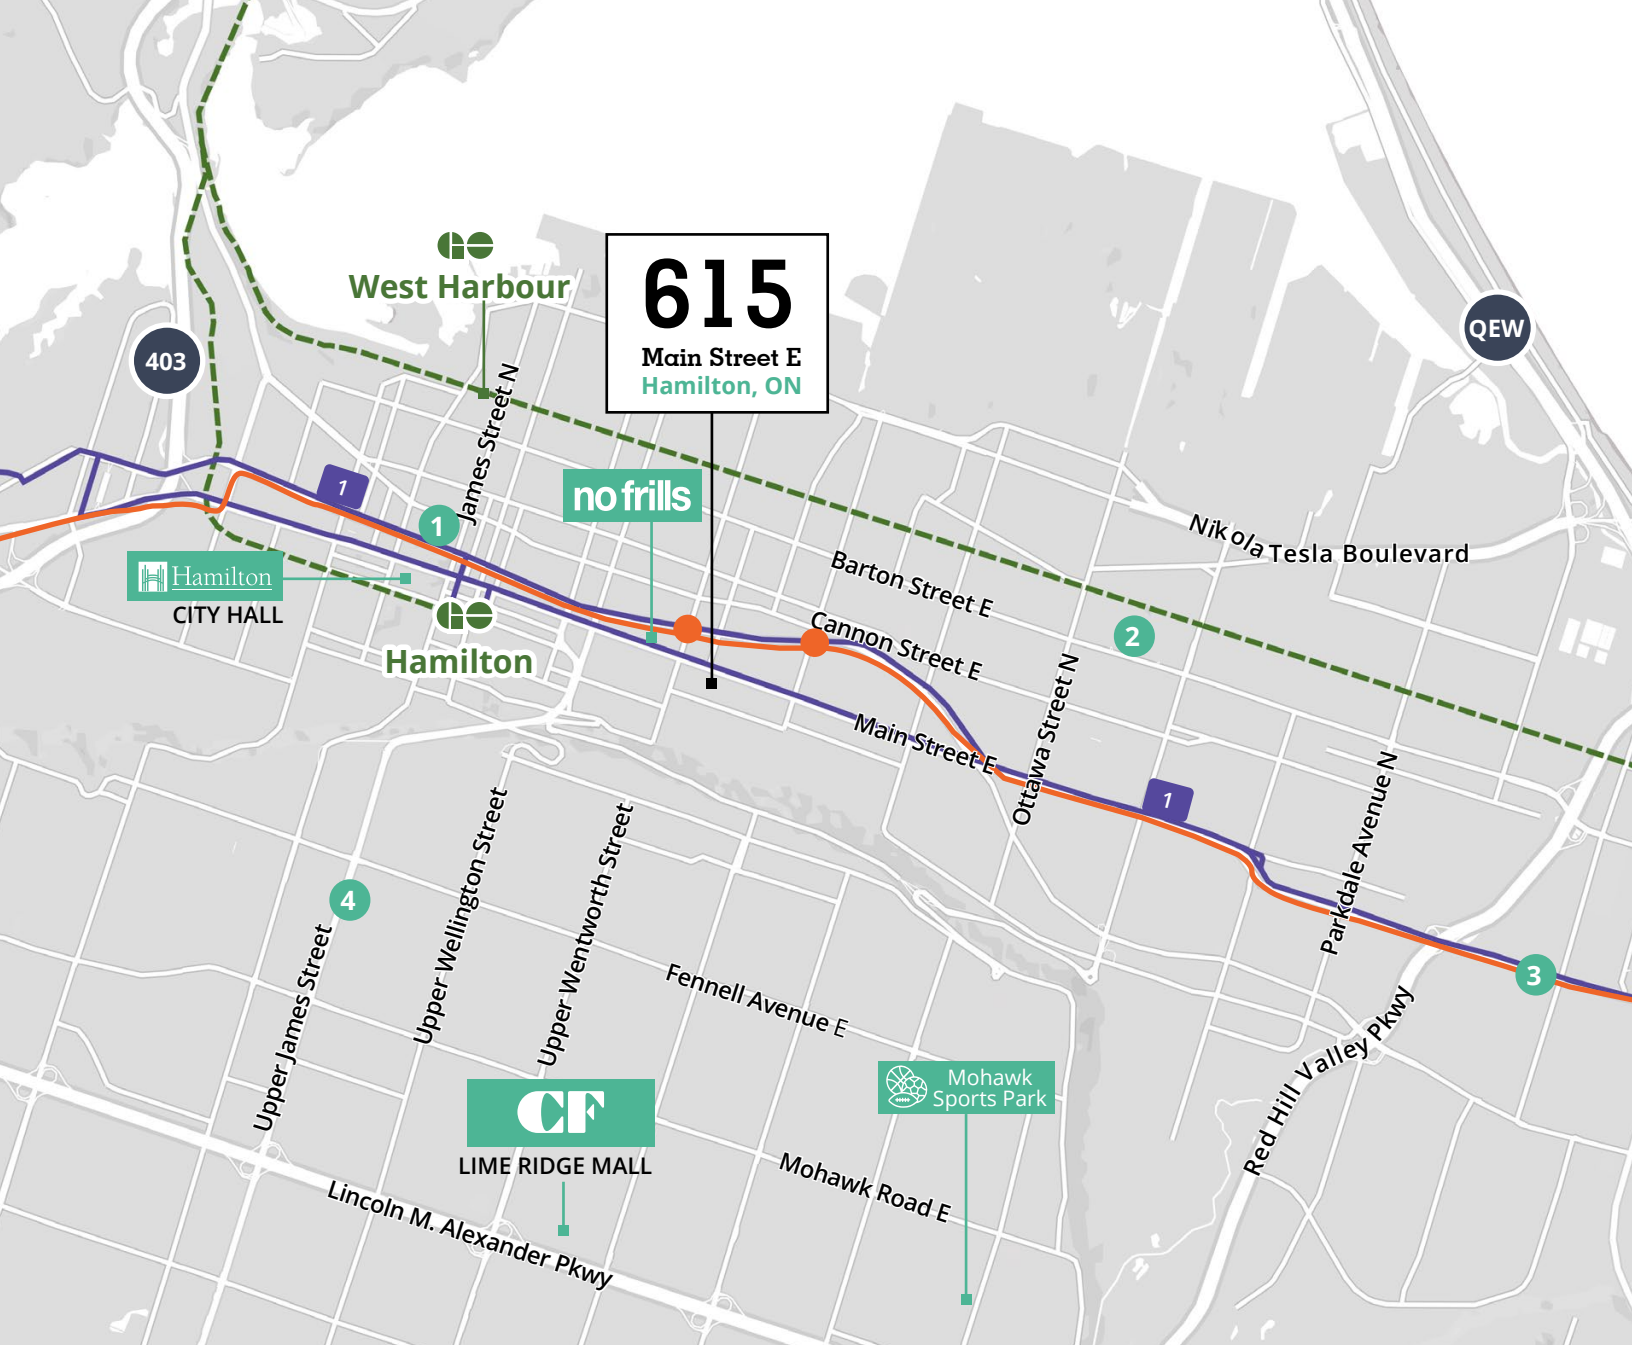 West Harbour
615
Main Street E
Hamilton, ON
QEW
403
James Street N
1
no frills
1
Nikola Tesla Boulevard
Barton Street E
Hamilton
CITY HALL
Cannon Street E
2
Hamilton
Main Street E
Ottawa Street N
1
Parkdale Avenue N
4
Upper James Street
Upper Wellington Street
Upper Wentworth Street
Fennell Avenue E
3
Red Hill Valley Pkwy
CF
LIME RIDGE MALL
Mohawk
Sports Park
Mohawk Road E
Lincoln M. Alexander Pkwy